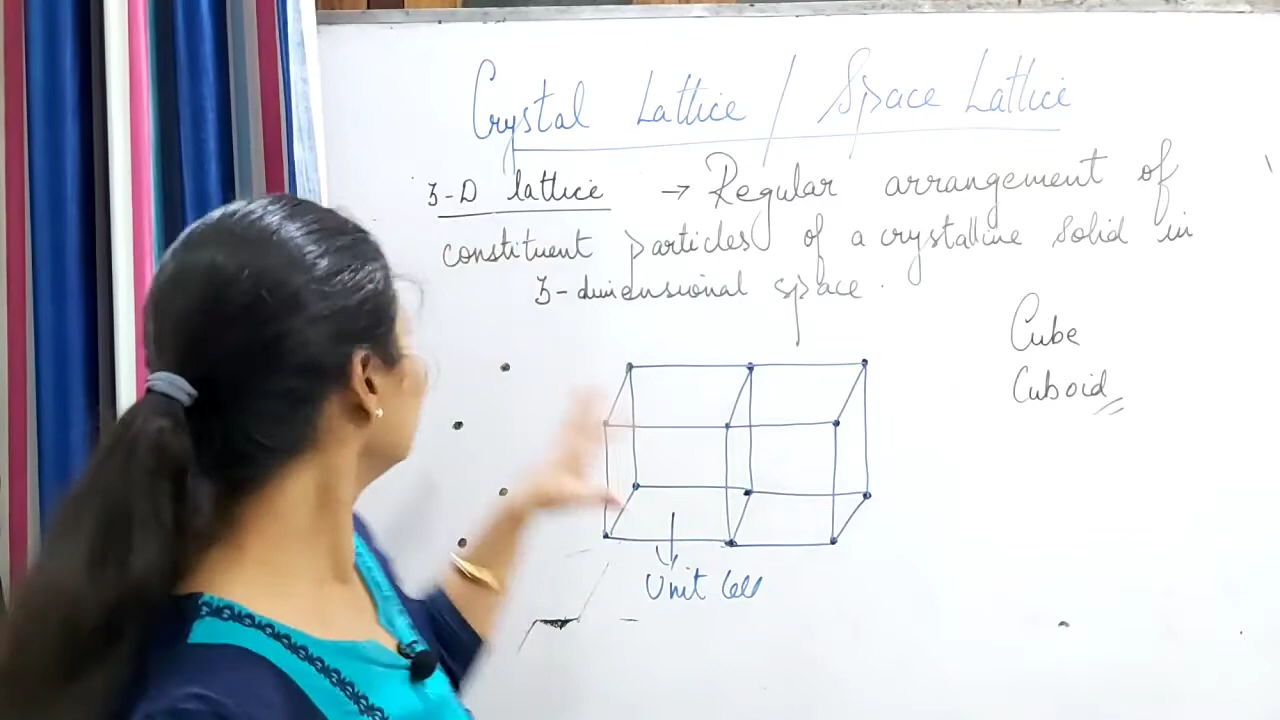 Crystal Lattice / Space Lattice
3-D lattice → Regular arrangement of
constituent particles of a crystalline solid in
3-dimensional space.
Cube
Cuboid
Unit Cell